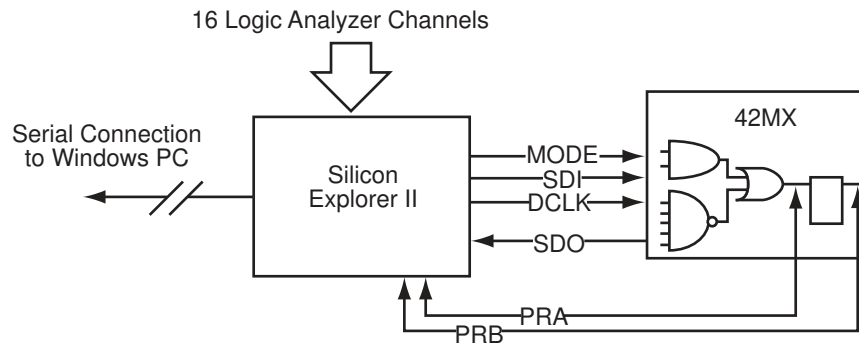 16 Logic Analyzer Channels
Serial Connection
to Windows PC
Silicon
Explorer II
MODE
SDI
DCLK
SDO
42MX
PRA
PRB